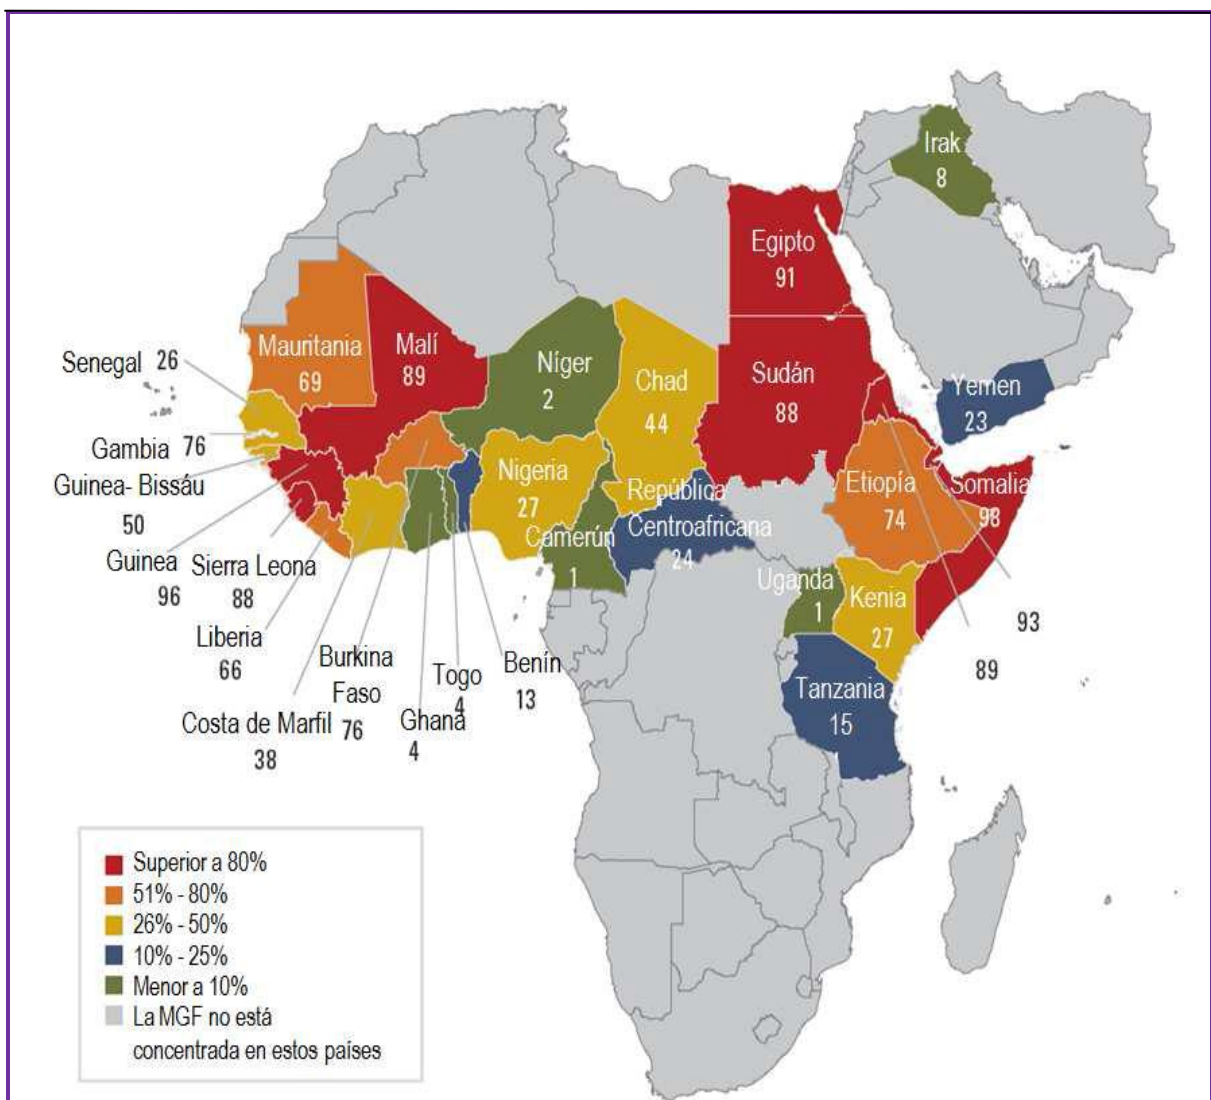 Irak
8
Egipto
91
Mauritania
69
Malí
89
Níger
2
Chad
44
Sudán
88
Yemen
23
Senegal 26
Gambia 76
Guinea- Bissáu
50
Guinea
96
Sierra Leona
88
Liberia
66
Costa de Marfil
38
Burkina
Faso
76
Ghana
4
Togo
4
Benín
13
Nigeria
27
Camerún
1
República
Centroafricana
24
Etiopía
74
Somalia
98
93
89
Uganda
1
Kenia
27
Tanzania
15
Superior a 80%
51% - 80%
26% - 50%
10% - 25%
Menor a 10%
La MGF no está
concentrada en estos países